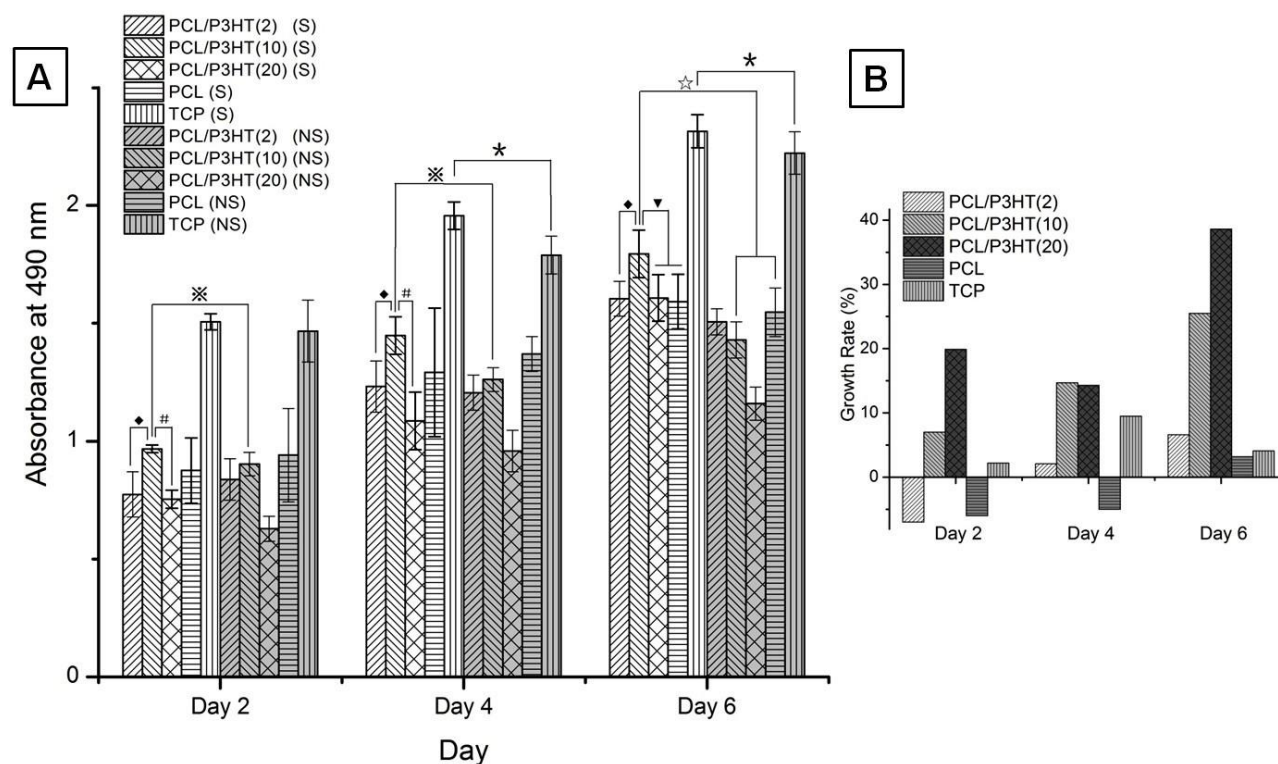 A
PCL/P3HT(2) (S)
PCL/P3HT(10) (S)
PCL/P3HT(20) (S)
PCL (S)
TCP (S)
PCL/P3HT(2) (NS)
PCL/P3HT(10) (NS)
PCL/P3HT(20) (NS)
PCL (NS)
TCP (NS)
Absorbance at 490 nm
2
1
0
※
◆
#
※
*
◆
#
☆
*
◆
▼
Day 2
Day 4
Day 6
Day
B
PCL/P3HT(2)
PCL/P3HT(10)
PCL/P3HT(20)
PCL
TCP
Growth Rate (%)
40
30
20
10
0
Day 2
Day 4
Day 6